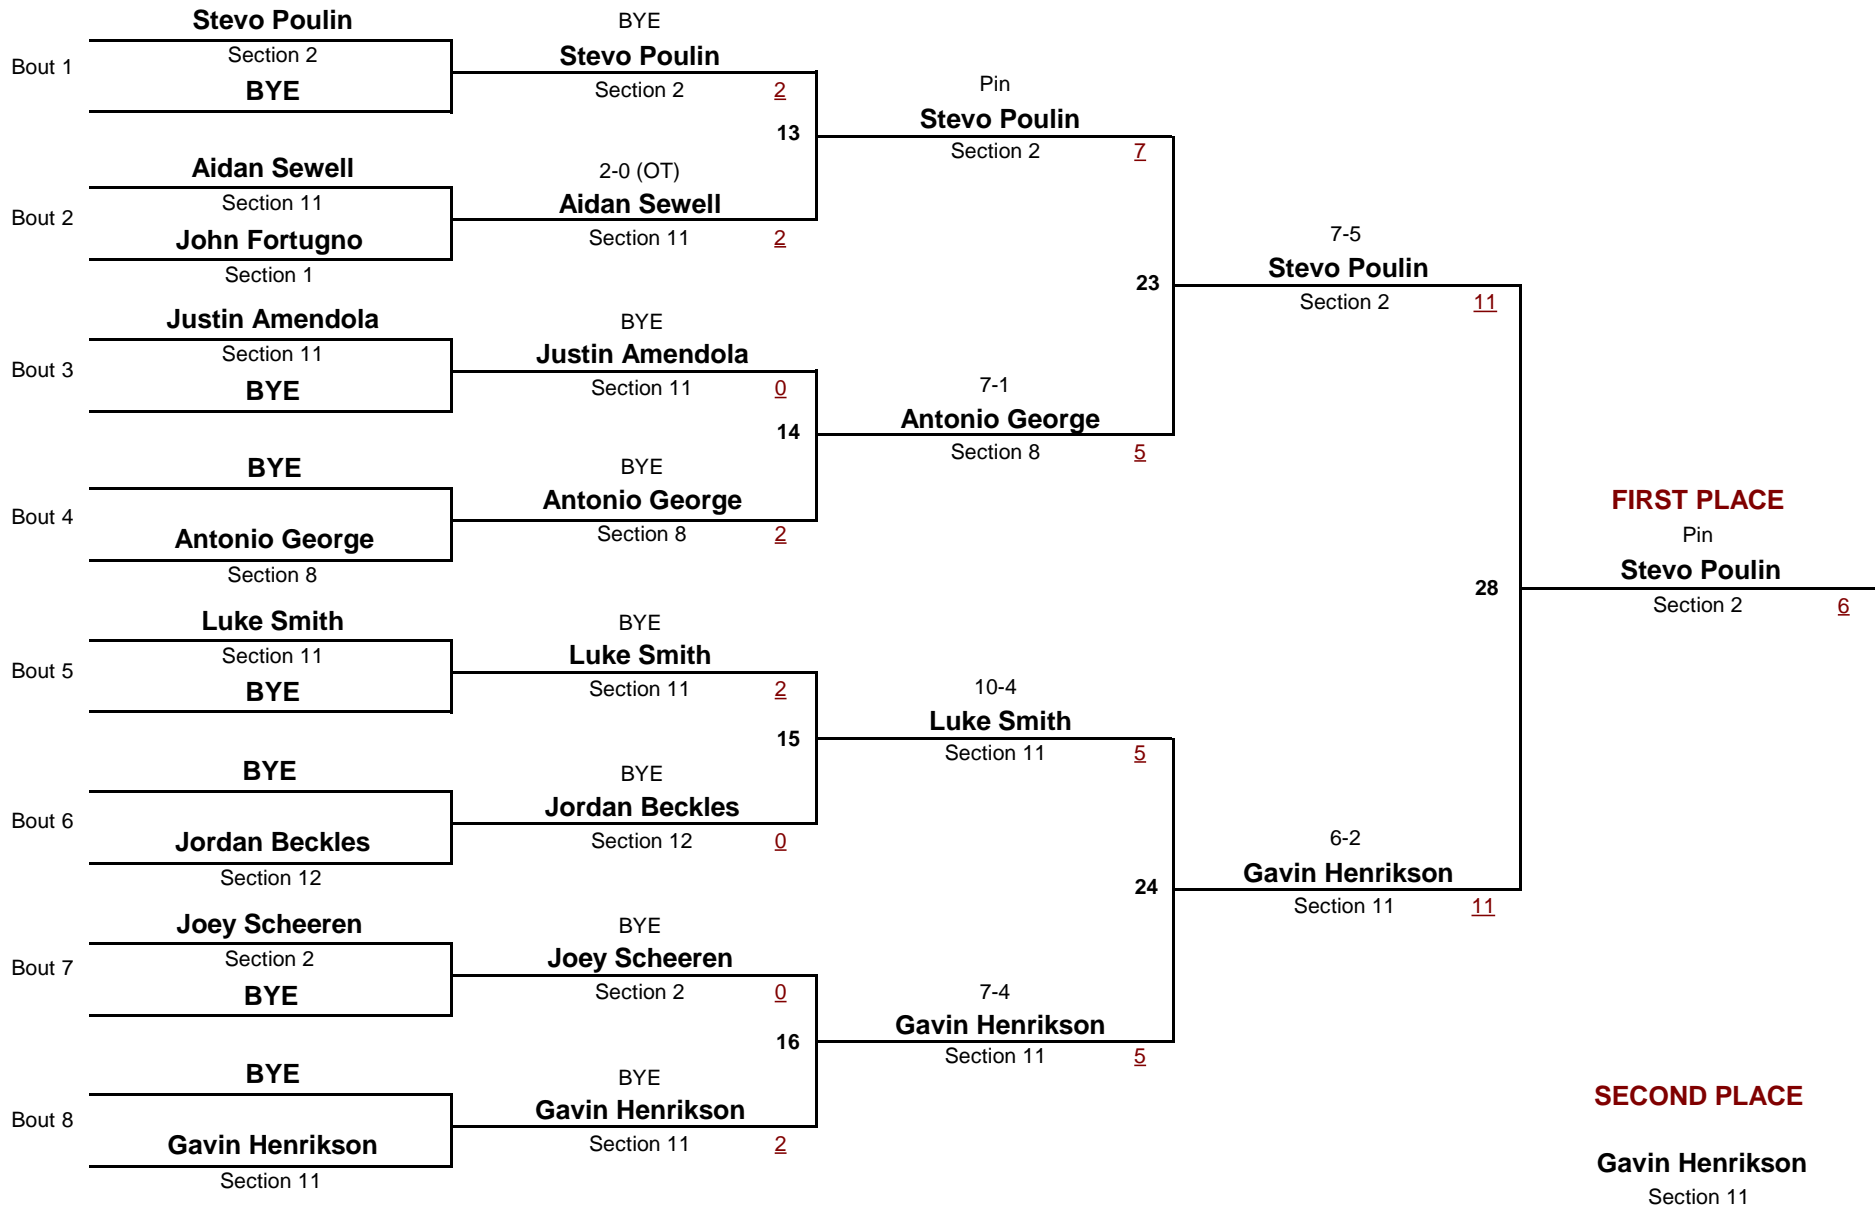 Stevo Poulin
Bout 1
Section 2
BYE
Aidan Sewell
Bout 2
Section 11
John Fortugno
Section 1
Justin Amendola
Bout 3
Section 11
BYE
BYE
Bout 4
Antonio George
Section 8
Luke Smith
Bout 5
Section 11
BYE
BYE
Bout 6
Jordan Beckles
Section 12
Joey Scheeren
Bout 7
Section 2
BYE
BYE
Bout 8
Gavin Henrikson
Section 11
BYE
Stevo Poulin
Section 2 2
13
2-0 (OT)
Aidan Sewell
Section 11 2
BYE
Justin Amendola
Section 11 0
14
BYE
Antonio George
Section 8 2
BYE
Luke Smith
Section 11 2
15
BYE
Jordan Beckles
Section 12 0
BYE
Joey Scheeren
Section 2 0
16
BYE
Gavin Henrikson
Section 11 2
Pin
Stevo Poulin
Section 2 7
23
7-1
Antonio George
Section 8 5
10-4
Luke Smith
Section 11 5
24
7-4
Gavin Henrikson
Section 11 5
7-5
Stevo Poulin
Section 2 11
28
6-2
Gavin Henrikson
Section 11 11
FIRST PLACE
Pin
Stevo Poulin
Section 2 6
SECOND PLACE
Gavin Henrikson
Section 11